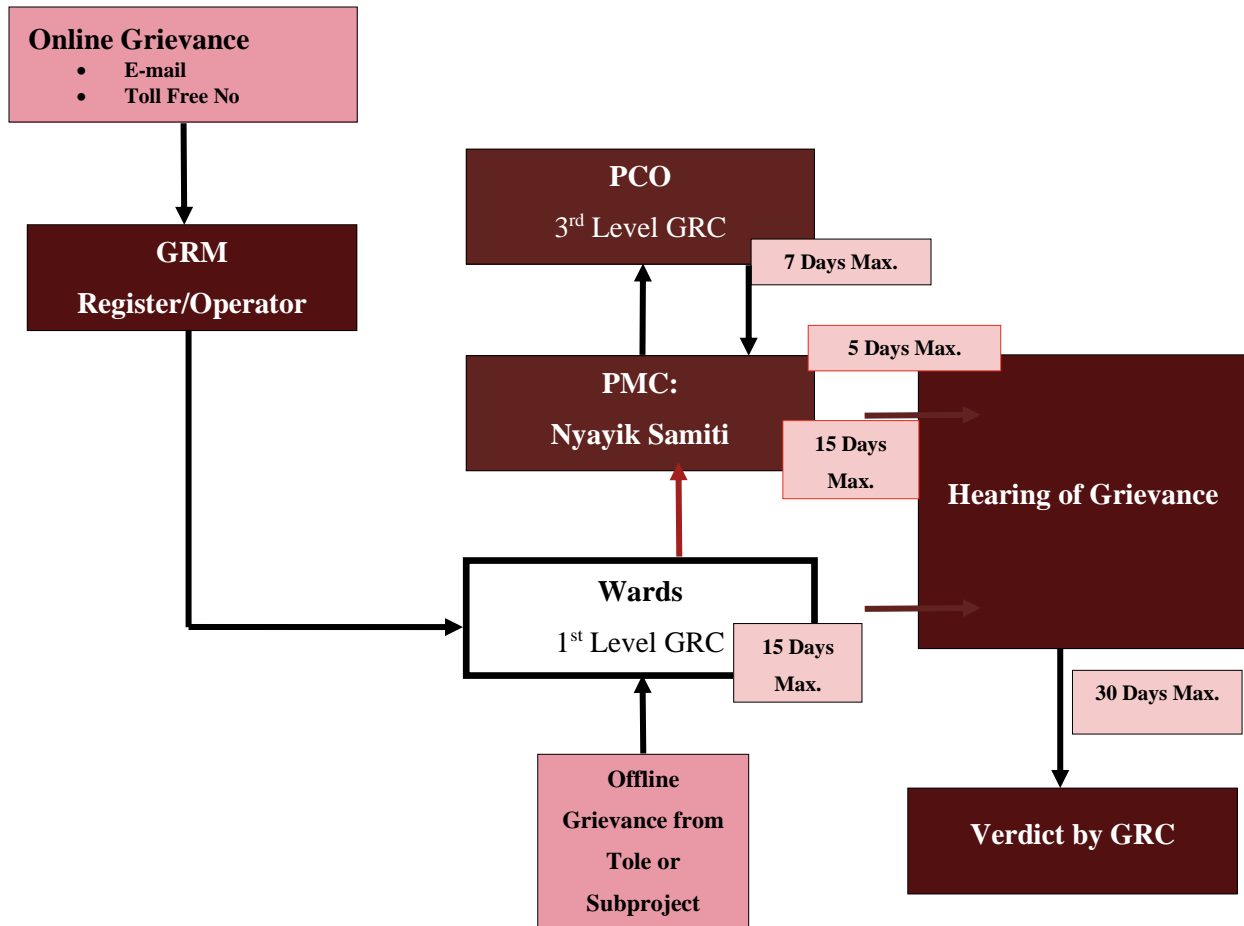 Online Grievance
• E-mail
• Toll Free No
PCO
3rd Level GRC
7 Days Max.
GRM
Register/Operator
5 Days Max.
PMC:
Nyayik Samiti
15 Days
Max.
Hearing of Grievance
Wards
1st Level GRC
15 Days
Max.
30 Days Max.
Offline
Grievance from
Tole or
Subproject
Verdict by GRC